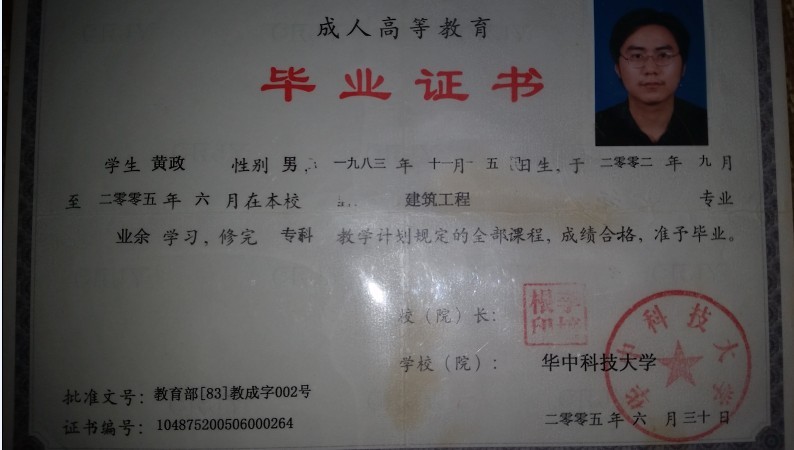 成人高等教育
毕业证书
学生 黄政 性别 男, 一九八三 年 十一月 五 日生, 于 二零零二 年 九 月
至 二零零五 年 六 月在本校 建筑工程 专业
业余 学习, 修完 专科 教学计划规定的全部课程, 成绩合格, 准予毕业。
校（院）长:
学校（院）: 华中科技大学
批准文号: 教育部[83]教成字002号
证书编号: 104875200506000264
二零零五 年 六 月 三十 日
华中科技大学